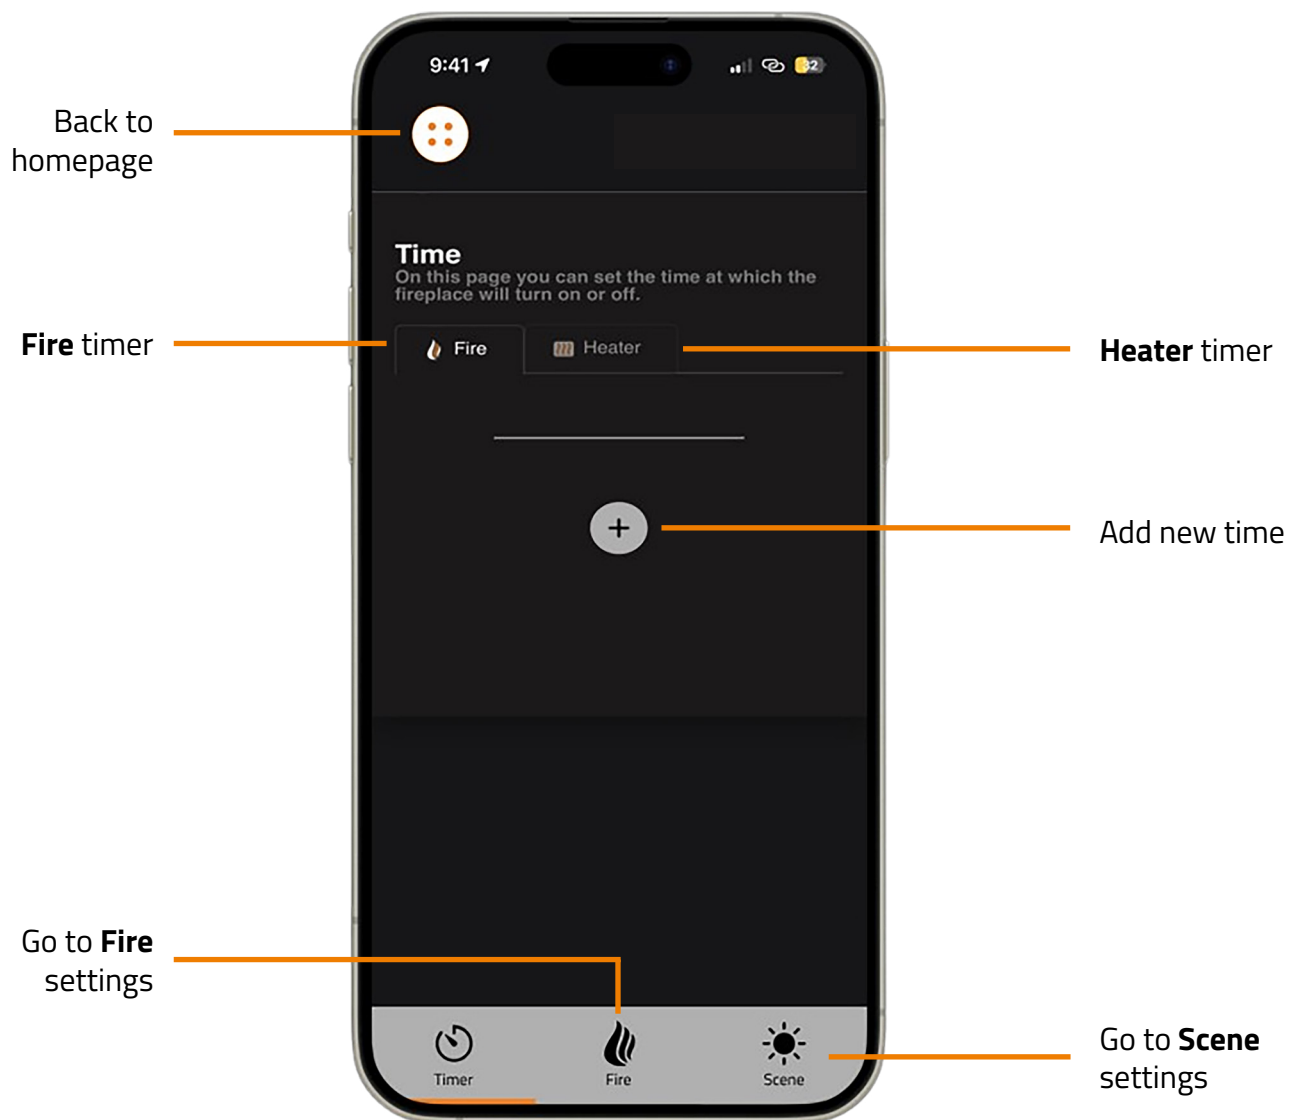 9:41
32
Back to
homepage
Time
On this page you can set the time at which the
fireplace will turn on or off.
Fire timer
Fire
Heater
Heater timer
+
Add new time
Go to Fire
settings
Timer
Fire
Scene
Go to Scene
settings